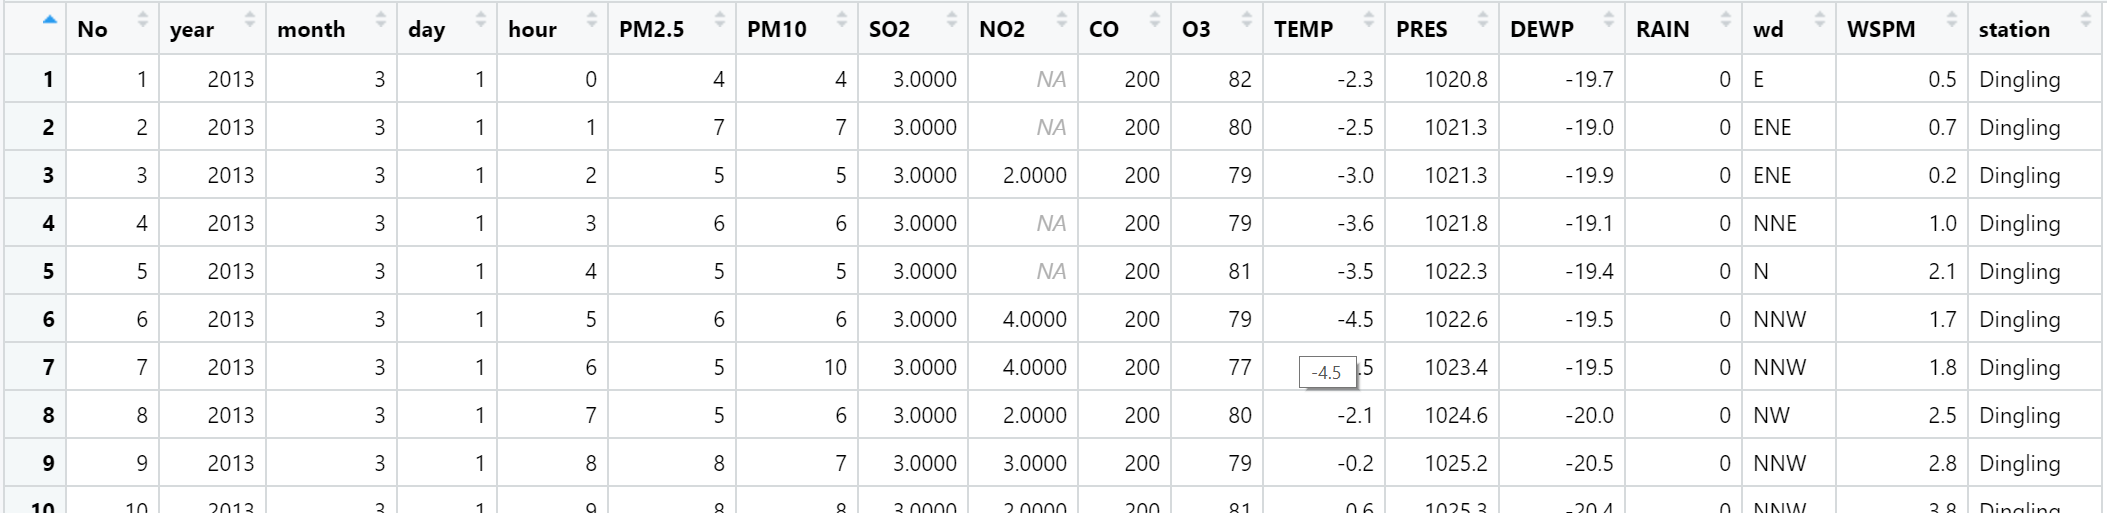 No year month day hour PM2.5 PM10 SO2 NO2 CO O3 TEMP PRES DEWP RAIN wd WSPM station
1 1 2013 3 1 0 4 4 3.0000 NA 200 82 -2.3 1020.8 -19.7 0 E 0.5 Dingling
2 2 2013 3 1 1 7 7 3.0000 NA 200 80 -2.5 1021.3 -19.0 0 ENE 0.7 Dingling
3 3 2013 3 1 2 5 5 3.0000 2.0000 200 79 -3.0 1021.3 -19.9 0 ENE 0.2 Dingling
4 4 2013 3 1 3 6 6 3.0000 NA 200 79 -3.6 1021.8 -19.1 0 NNE 1.0 Dingling
5 5 2013 3 1 4 5 5 3.0000 NA 200 81 -3.5 1022.3 -19.4 0 N 2.1 Dingling
6 6 2013 3 1 5 6 6 3.0000 4.0000 200 79 -4.5 1022.6 -19.5 0 NNW 1.7 Dingling
7 7 2013 3 1 6 5 10 3.0000 4.0000 200 77 -4.5 .5 1023.4 -19.5 0 NNW 1.8 Dingling
8 8 2013 3 1 7 5 6 3.0000 2.0000 200 80 -2.1 1024.6 -20.0 0 NW 2.5 Dingling
9 9 2013 3 1 8 8 7 3.0000 3.0000 200 79 -0.2 1025.2 -20.5 0 NNW 2.8 Dingling
10 10 2013 3 1 9 8 8 3.0000 2.0000 200 81 0.6 1025.3 -20.4 0 NNW 3.8 Dingling